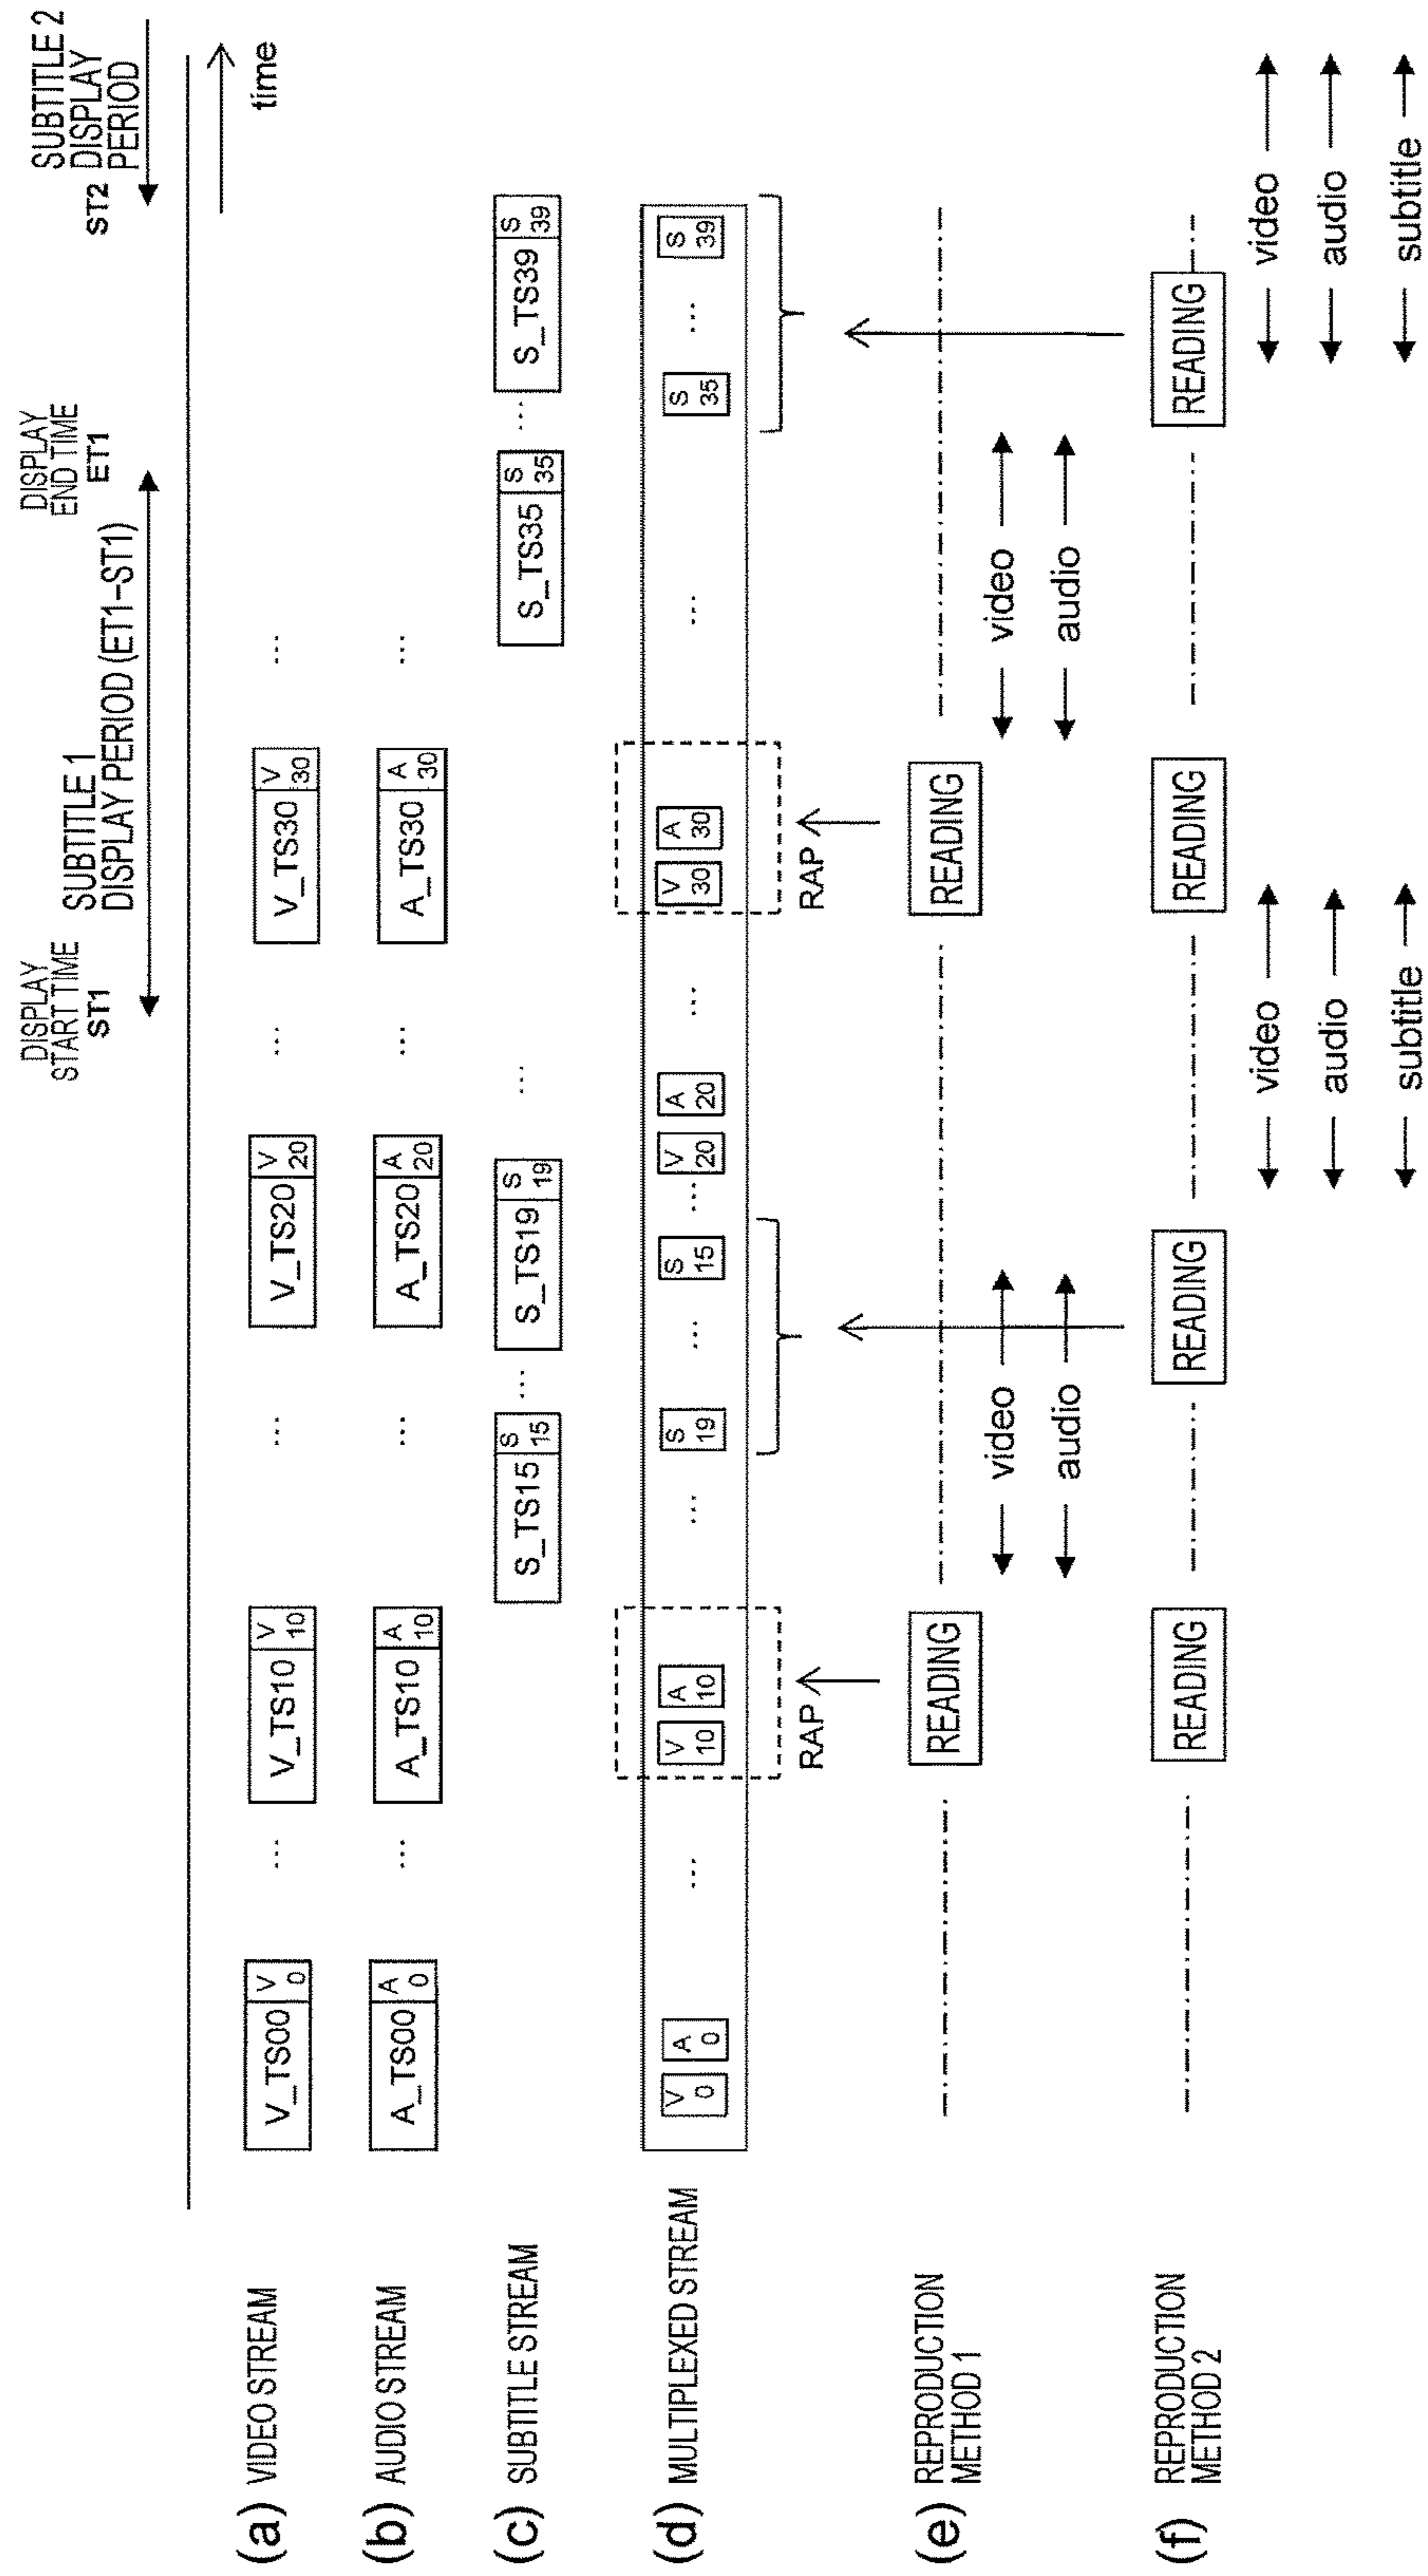 DISPLAY
START TIME
ST1
SUBTITLE 1
DISPLAY PERIOD (ET1-ST1)
DISPLAY
END TIME
ET1
SUBTITLE 2
DISPLAY
PERIOD
ST2
time
(a) VIDEO STREAM
V_TS00 V 0 ... V_TS10 V 10 ... V_TS20 V 20 ... V_TS30 V 30 ...
(b) AUDIO STREAM
A_TS00 A 0 ... A_TS10 A 10 ... A_TS20 A 20 ... A_TS30 A 30 ...
(c) SUBTITLE STREAM
S_TS15 S 15 ... S_TS19 S 19 ... S_TS35 S 35 ... S_TS39 S 39
(d) MULTIPLEXED STREAM
V 0 A 0 ... V 10 A 10 ... S 19 ... S 15 ... V 20 A 20 ... V 30 A 30 ... S 35 ... S 39
RAP
RAP
(e) REPRODUCTION
METHOD 1
READING
READING
video
video
audio
audio
(f) REPRODUCTION
METHOD 2
READING
READING
READING
READING
video
video
audio
audio
subtitle
subtitle